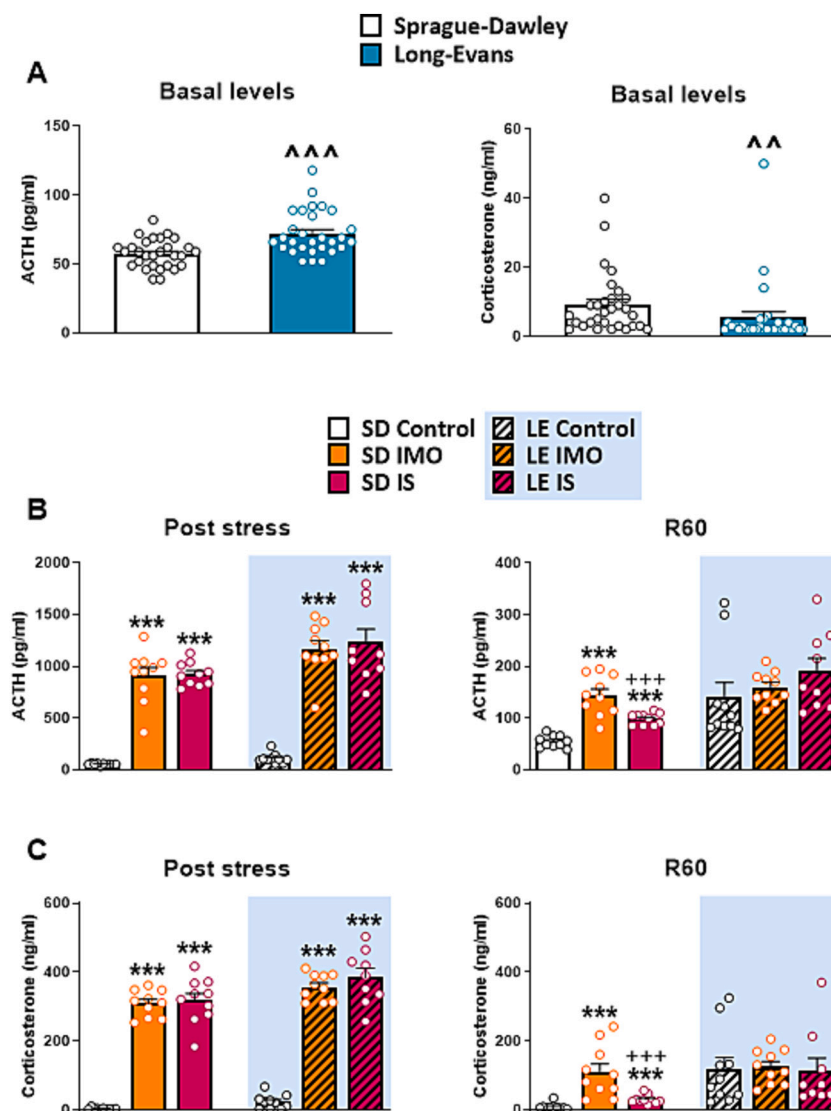 Sprague-Dawley
Long-Evans
A
Basal levels
ACTH (pg/ml)
150
100
50
0
^^^
Basal levels
Corticosterone (ng/ml)
60
40
20
0
^^
SD Control
SD IMO
SD IS
LE Control
LE IMO
LE IS
B
Post stress
ACTH (pg/ml)
2000
1500
1000
500
0
***
***
***
***
R60
ACTH (pg/ml)
400
300
200
100
0
***
+++
***
C
Post stress
Corticosterone (ng/ml)
600
400
200
0
***
***
***
***
R60
Corticosterone (ng/ml)
600
400
200
0
***
+++
***